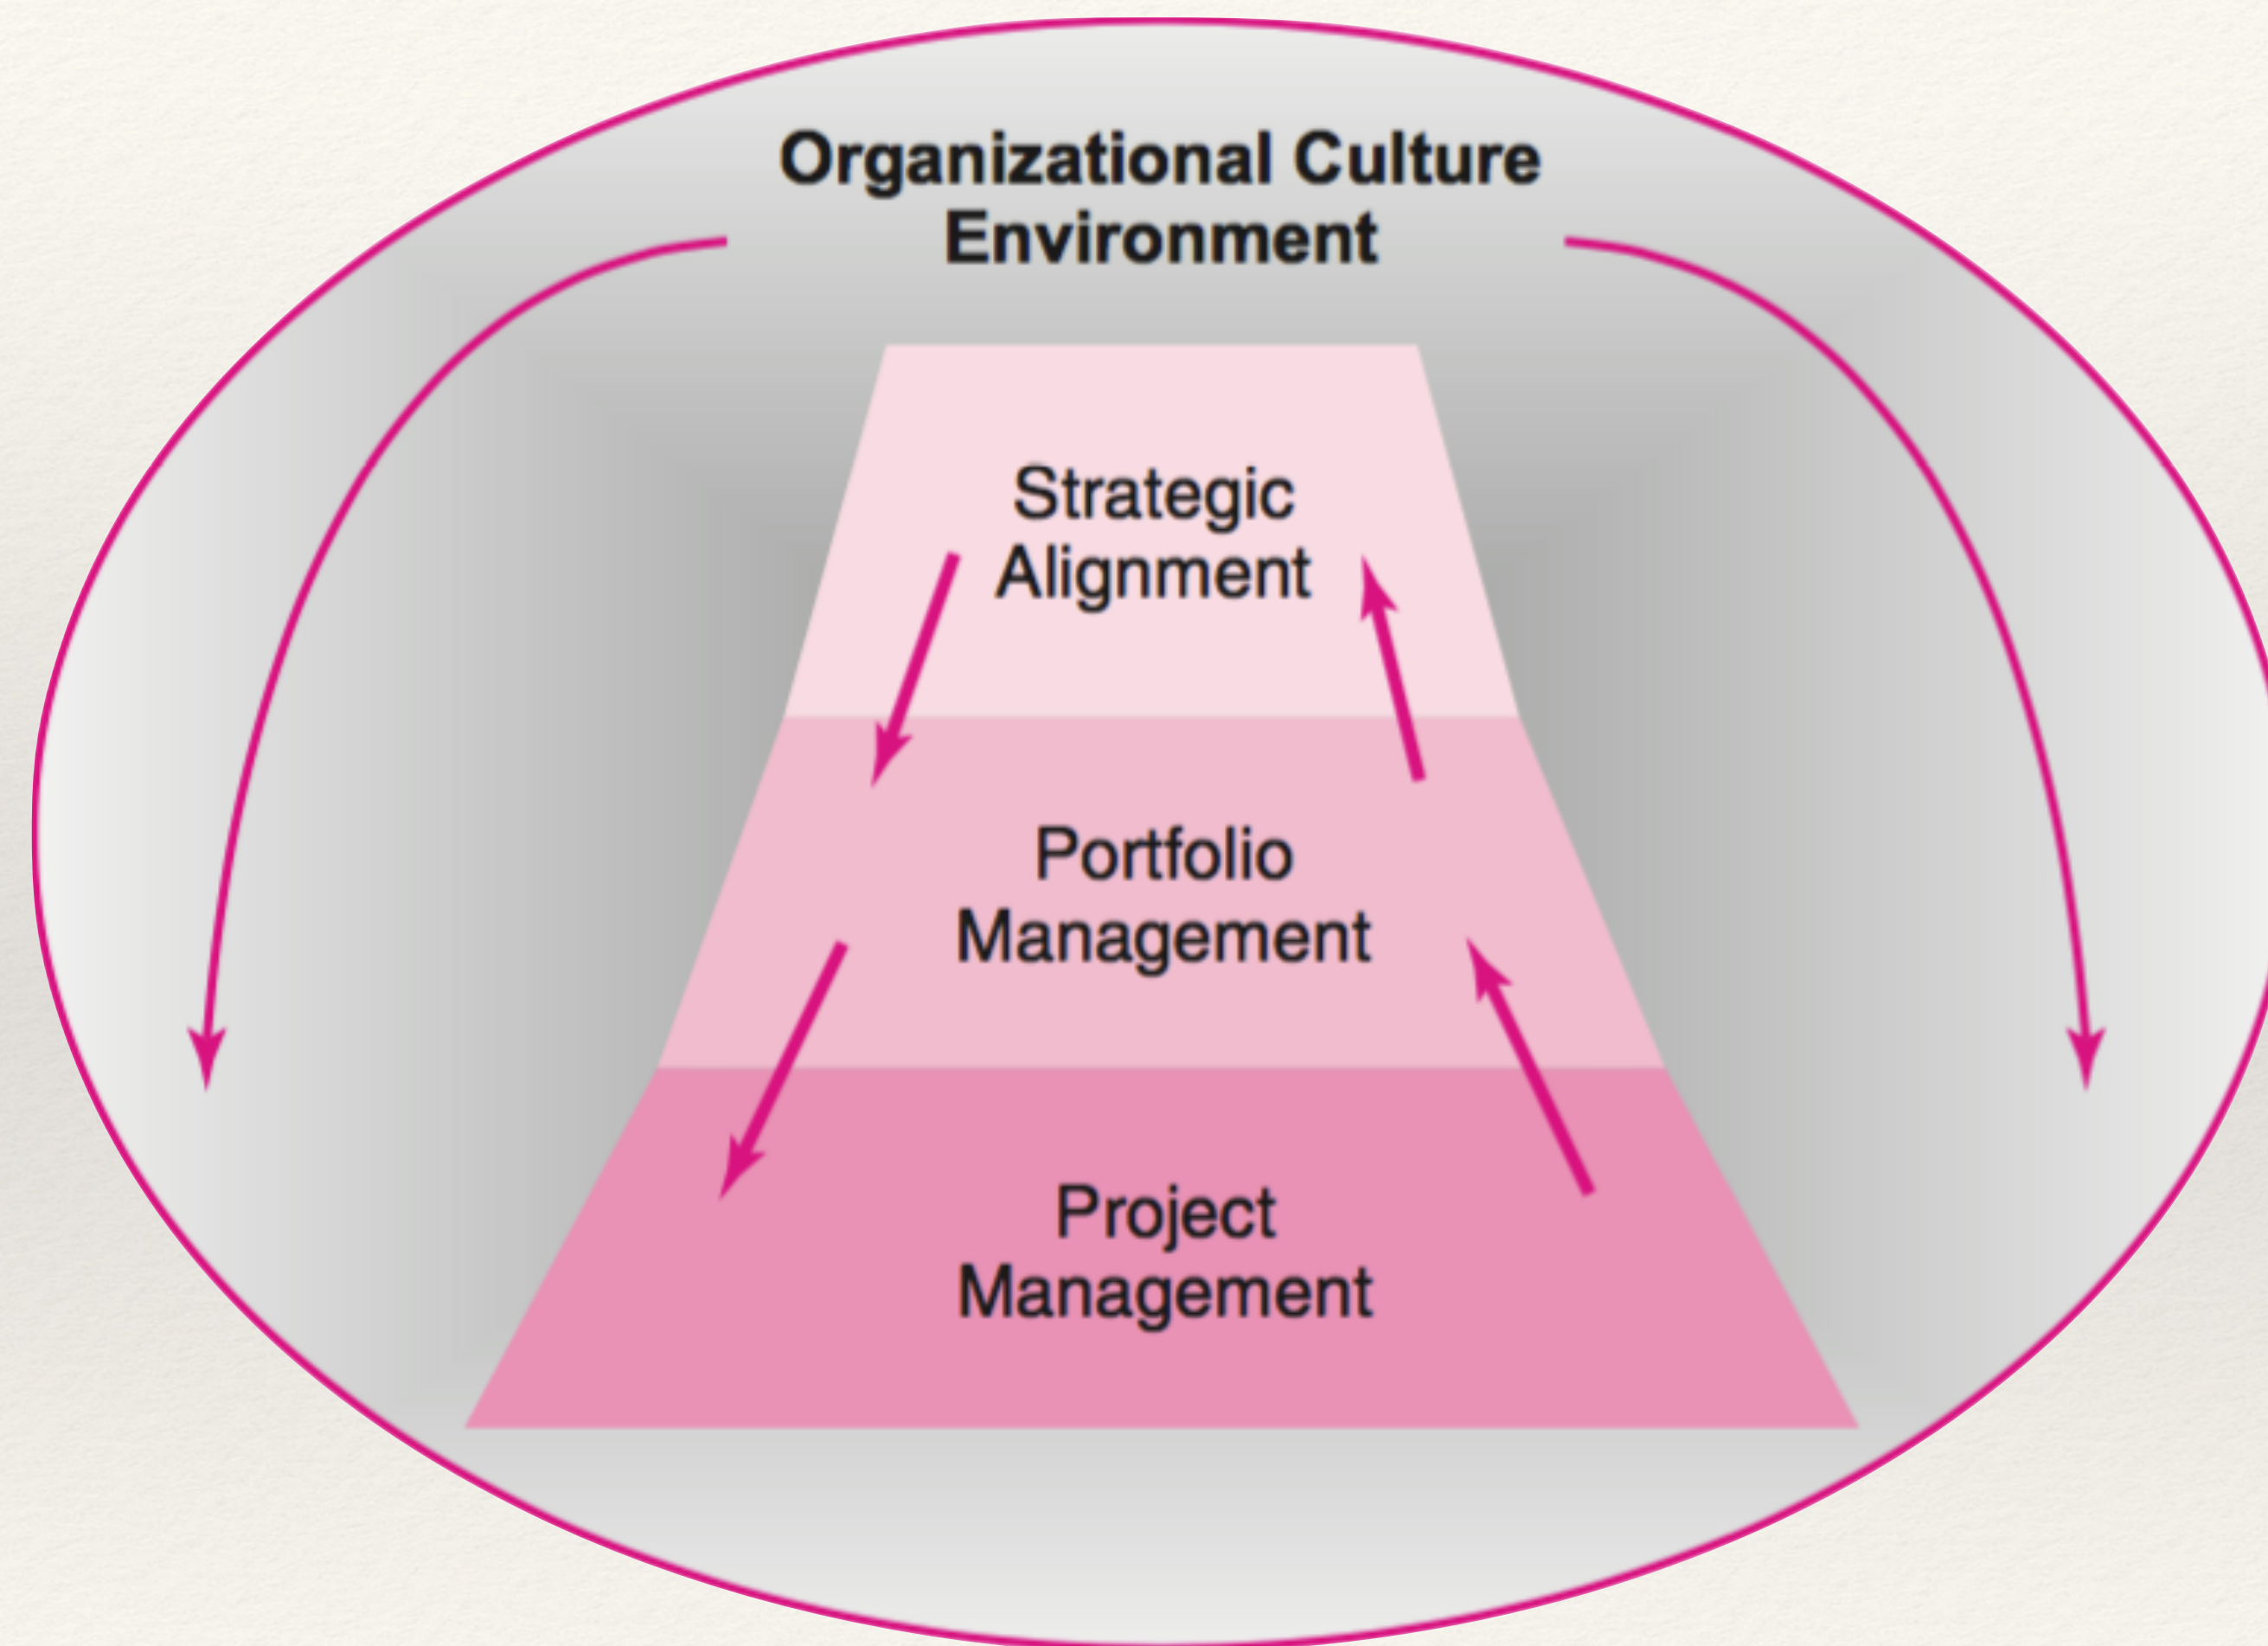 Organizational Culture
Environment
Strategic
Alignment
Portfolio
Management
Project
Management